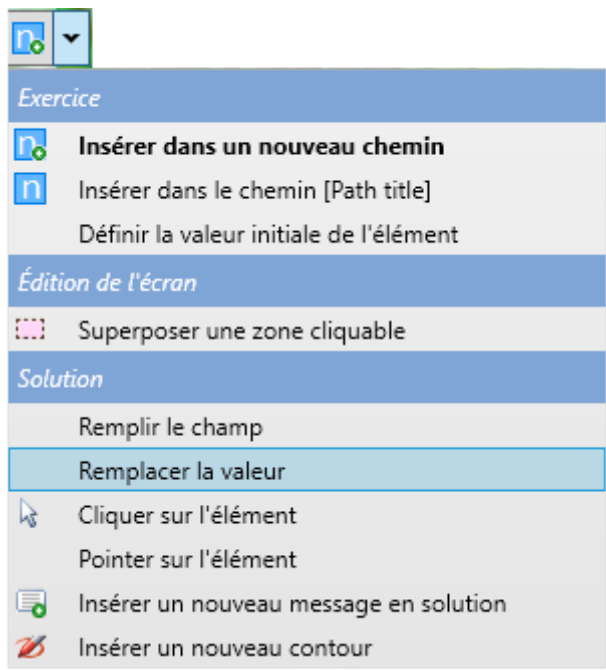 Exercice
Insérer dans un nouveau chemin
Insérer dans le chemin [Path title]
Définir la valeur initiale de l'élément
Édition de l'écran
Superposer une zone cliquable
Solution
Remplir le champ
Remplacer la valeur
Cliquer sur l'élément
Pointer sur l'élément
Insérer un nouveau message en solution
Insérer un nouveau contour